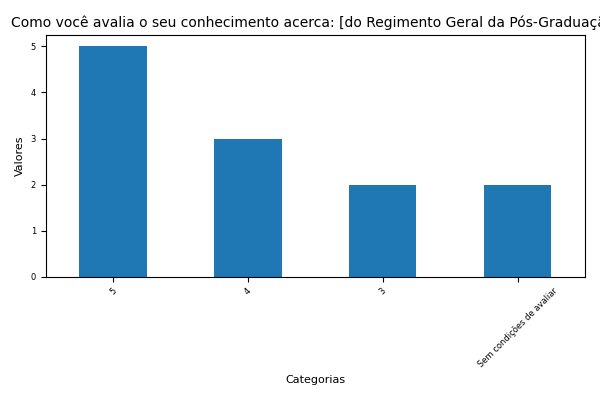 Como você avalia o seu conhecimento acerca: [do Regimento Geral da Pós-Graduaç
5
4
3
2
1
0
Valores
5
4
3
Sem condições de avaliar
Categorias